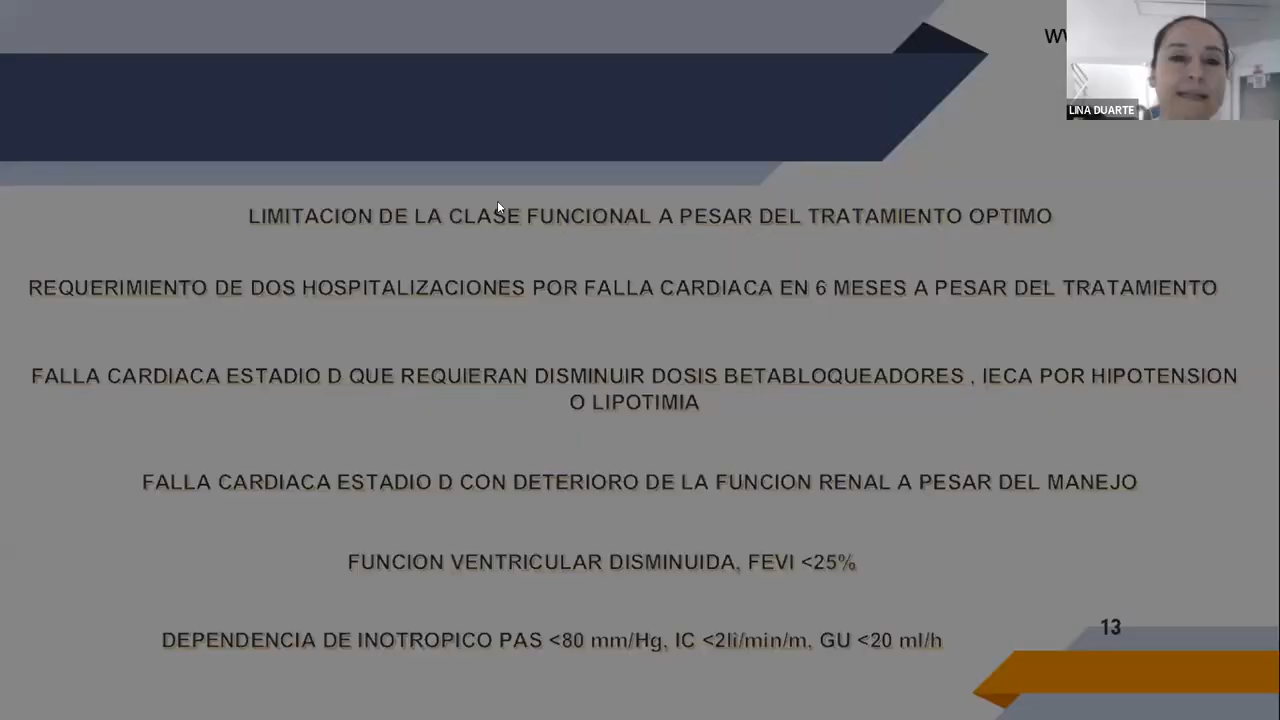 LINA DUARTE
LIMITACION DE LA CLASE FUNCIONAL A PESAR DEL TRATAMIENTO OPTIMO
REQUERIMIENTO DE DOS HOSPITALIZACIONES POR FALLA CARDIACA EN 6 MESES A PESAR DEL TRATAMIENTO
FALLA CARDIACA ESTADIO D QUE REQUIERAN DISMINUIR DOSIS BETABLOQUEADORES , IECA POR HIPOTENSION
O LIPOTIMIA
FALLA CARDIACA ESTADIO D CON DETERIORO DE LA FUNCION RENAL A PESAR DEL MANEJO
FUNCION VENTRICULAR DISMINUIDA, FEVI <25%
DEPENDENCIA DE INOTROPICO PAS <80 mm/Hg, IC <2li/min/m, GU <20 ml/h
13